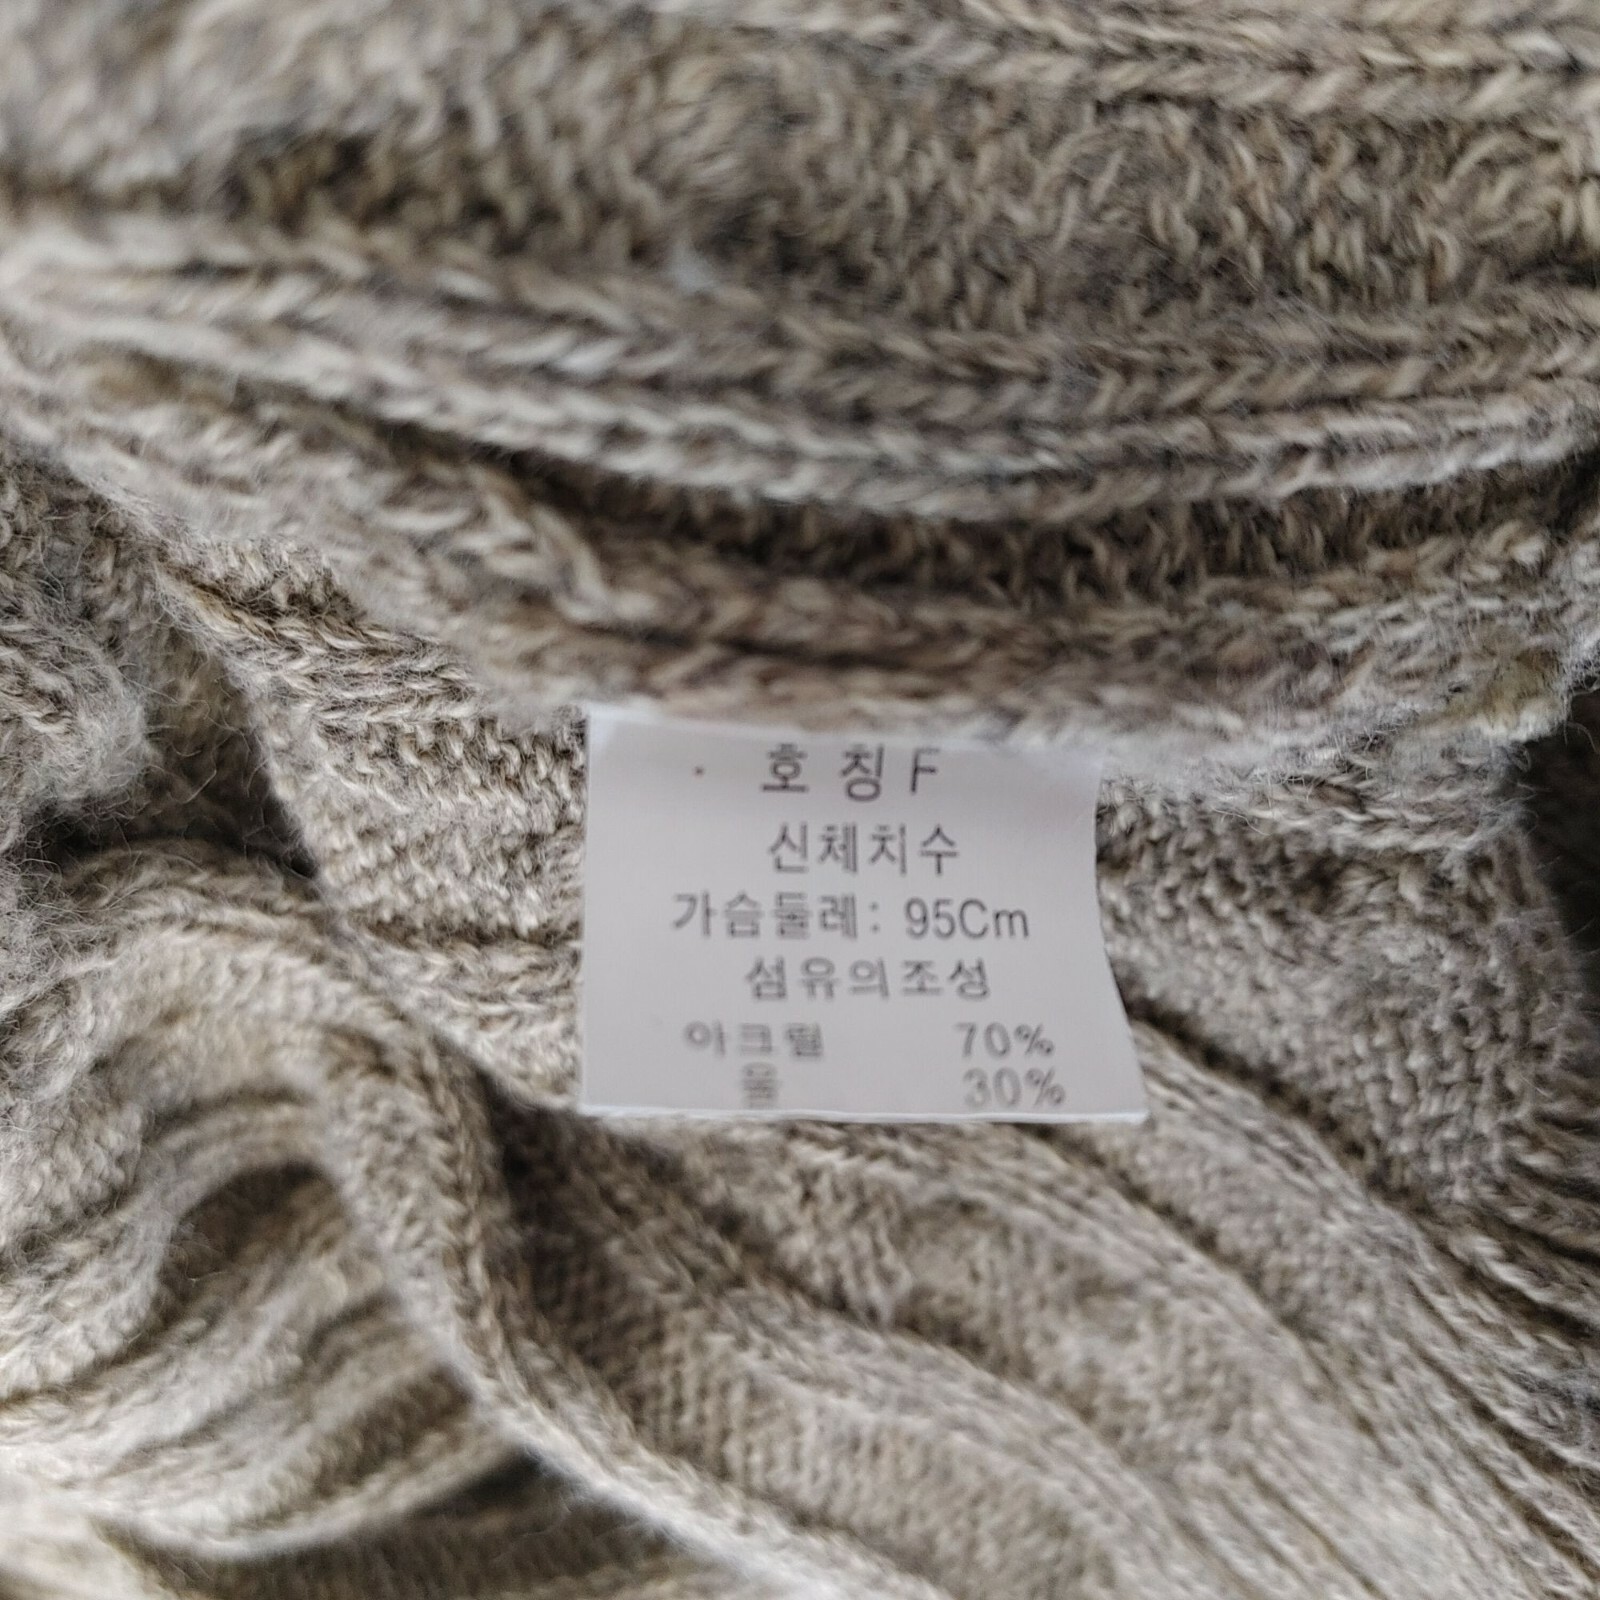 호 칭 F
신체치수
가슴둘레: 95Cm
섬유의조성
아크릴 70%
울 30%